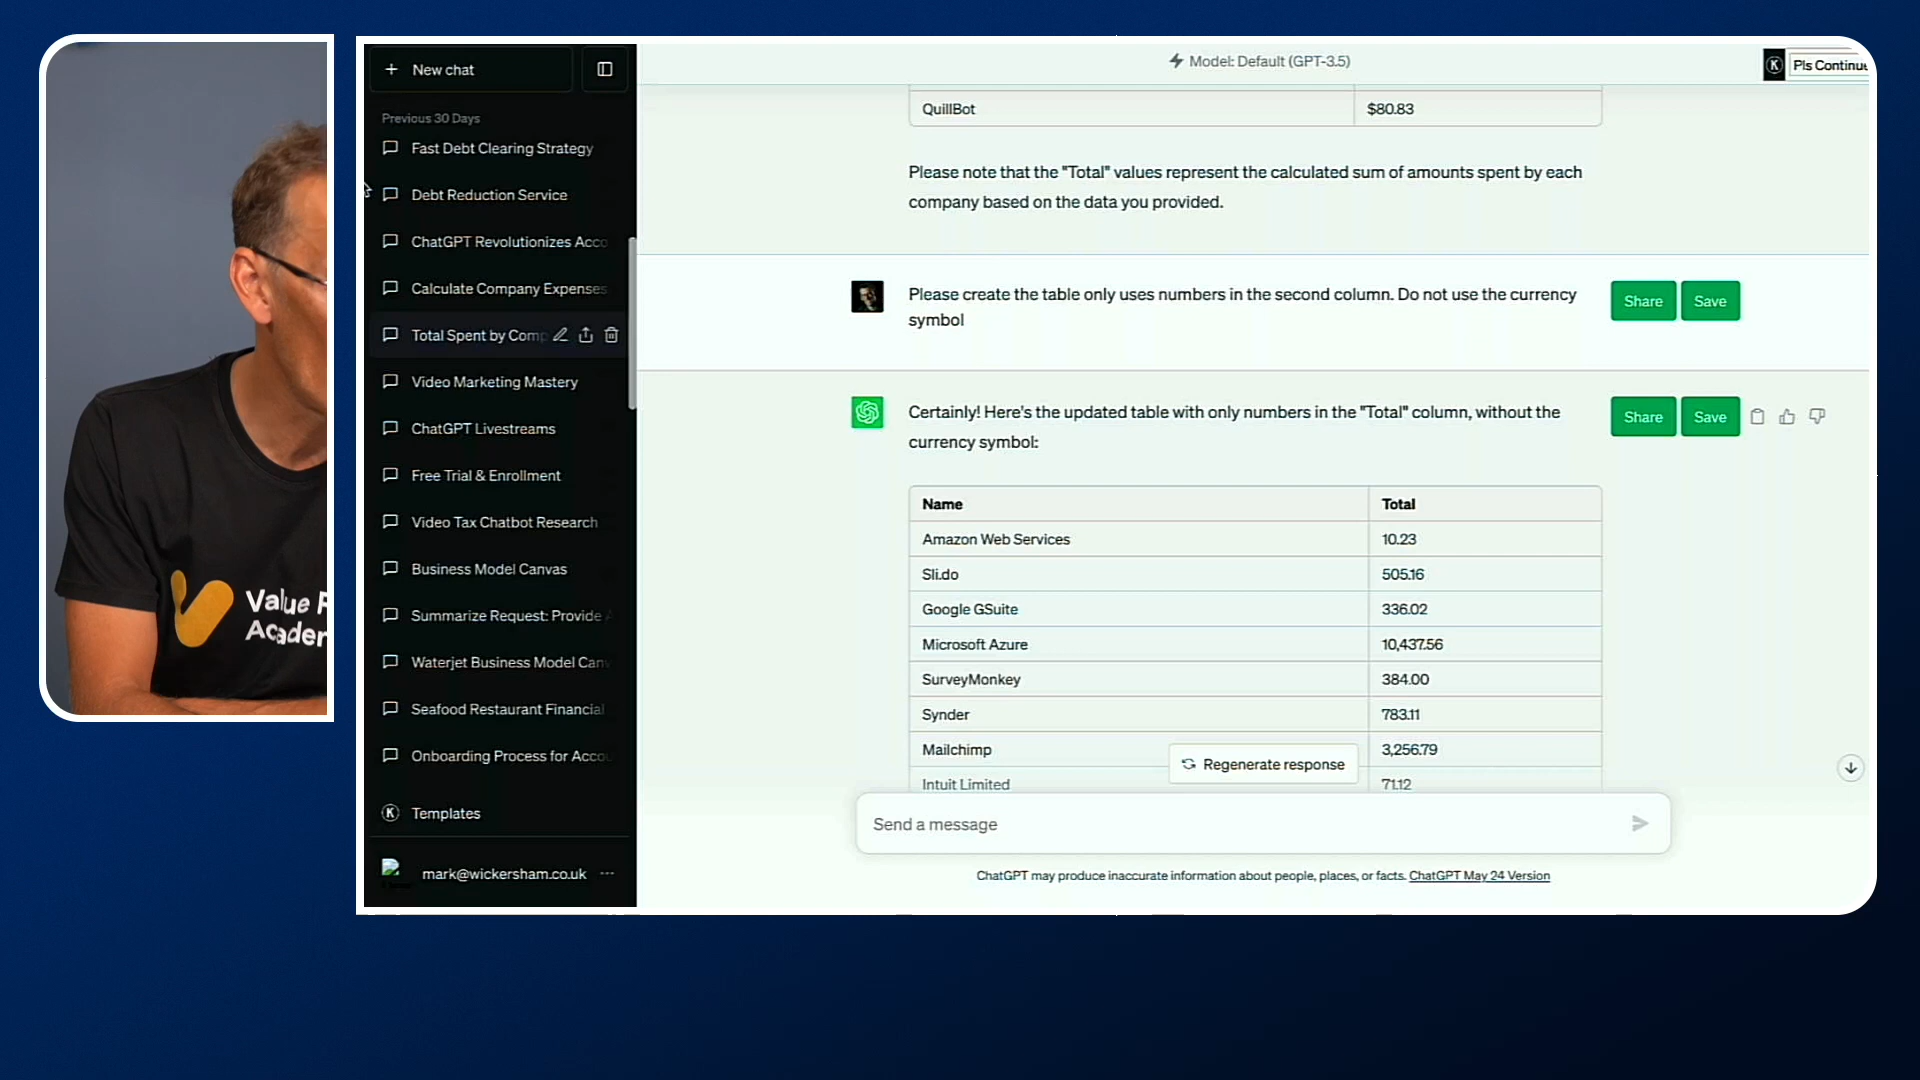 Value
Acade
New chat
Previous 30 Days
Fast Debt Clearing Strategy
Debt Reduction Service
ChatGPT Revolutionizes Acco
Calculate Company Expenses
Total Spent by Comp
Video Marketing Mastery
ChatGPT Livestreams
Free Trial & Enrollment
Video Tax Chatbot Research
Business Model Canvas
Summarize Request: Provide
Waterjet Business Model Can
Seafood Restaurant Financial
Onboarding Process for Acco
K Templates
mark@wickersham.co.uk ...
Model: Default (GPT-3.5)
K Pls Continue
QuillBot $80.83
Please note that the "Total" values represent the calculated sum of amounts spent by each
company based on the data you provided.
Please create the table only uses numbers in the second column. Do not use the currency
symbol
Share Save
Certainly! Here's the updated table with only numbers in the "Total" column, without the
currency symbol:
Share Save
Name Total
Amazon Web Services 10.23
Sli.do 505.16
Google GSuite 336.02
Microsoft Azure 10,437.56
SurveyMonkey 384.00
Synder 783.11
Mailchimp 3,256.79
Intuit Limited 71.12
Regenerate response
Send a message
ChatGPT may produce inaccurate information about people, places, or facts. ChatGPT May 24 Version